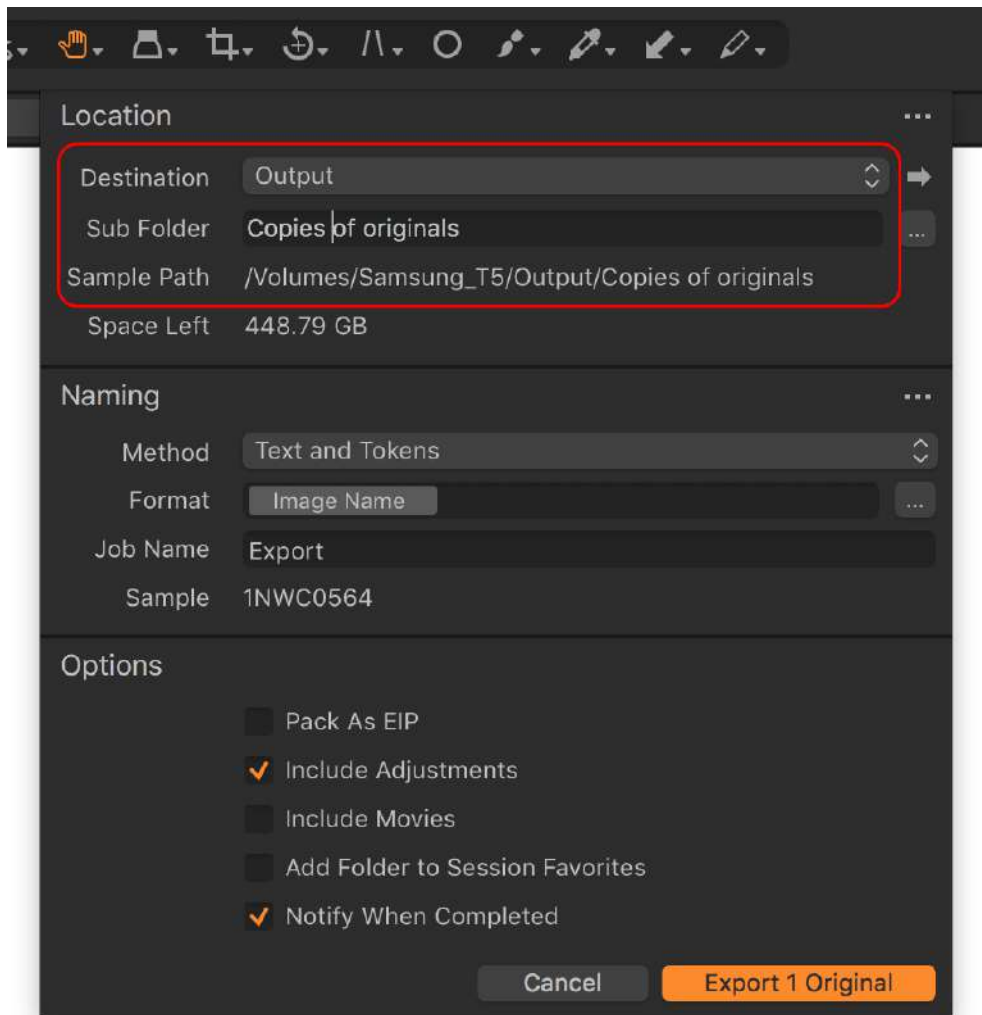 Location
Destination Output
Sub Folder Copies of originals ...
Sample Path /Volumes/Samsung_T5/Output/Copies of originals
Space Left 448.79 GB
Naming
Method Text and Tokens
Format Image Name ...
Job Name Export
Sample 1NWC0564
Options
Pack As EIP
Include Adjustments
Include Movies
Add Folder to Session Favorites
Notify When Completed
Cancel Export 1 Original